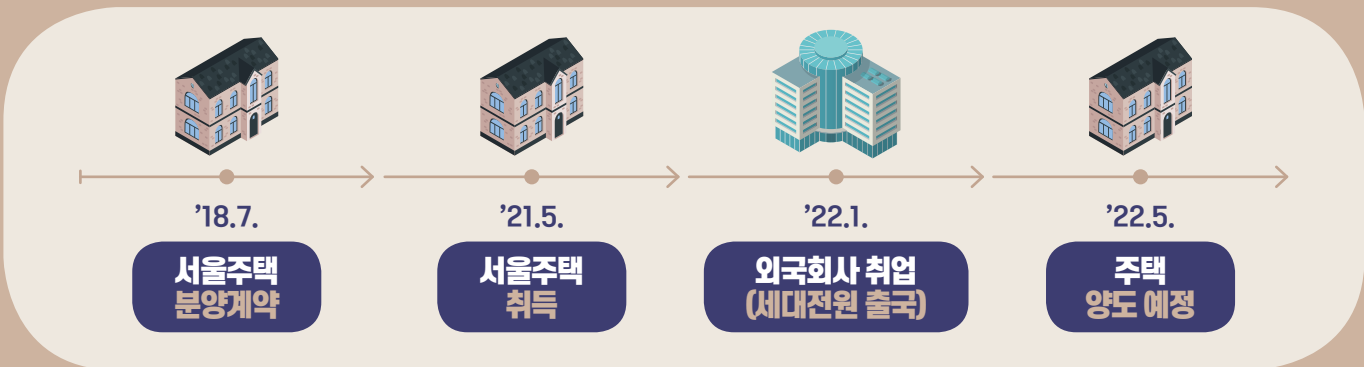 ’18.7.
서울주택
분양계약
’21.5.
서울주택
취득
’22.1.
외국회사 취업
(세대전원 출국)
’22.5.
주택
양도 예정